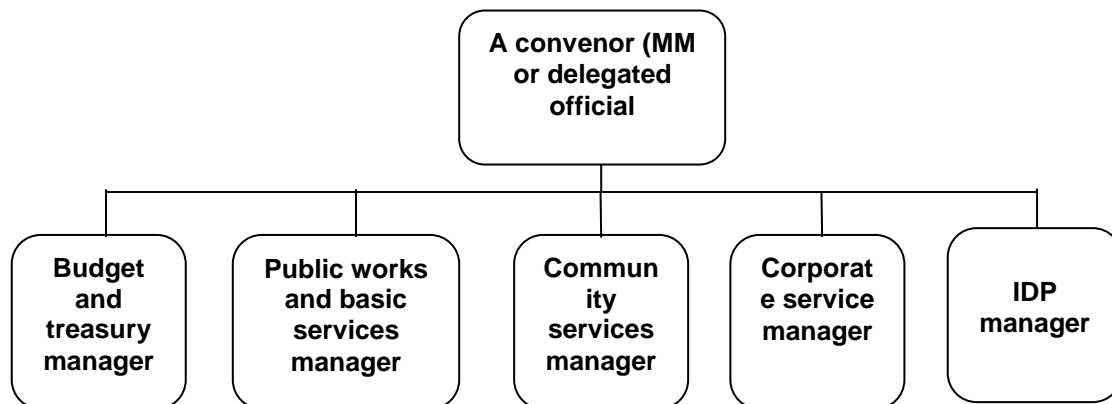 A convenor (MM
or delegated
official
Budget
and
treasury
manager
Public works
and basic
services
manager
Commun
ity
services
manager
Corporat
e service
manager
IDP
manager